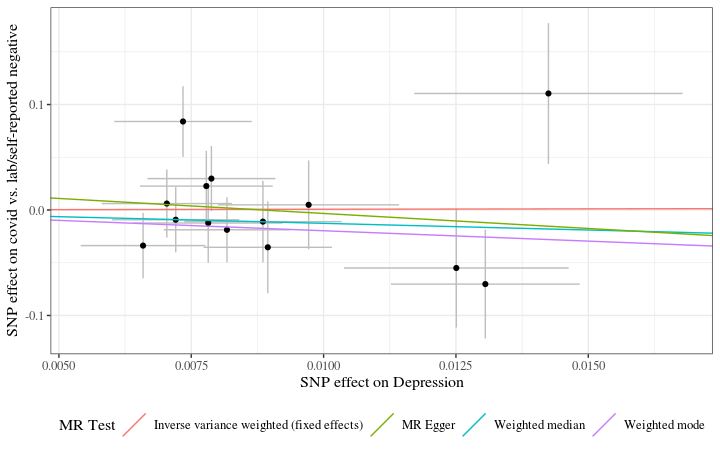 SNP effect on covid vs. lab/self-reported negative
0.1
0.0
-0.1
0.0050 0.0075 0.0100 0.0125 0.0150
SNP effect on Depression
MR Test Inverse variance weighted (fixed effects) MR Egger Weighted median Weighted mode